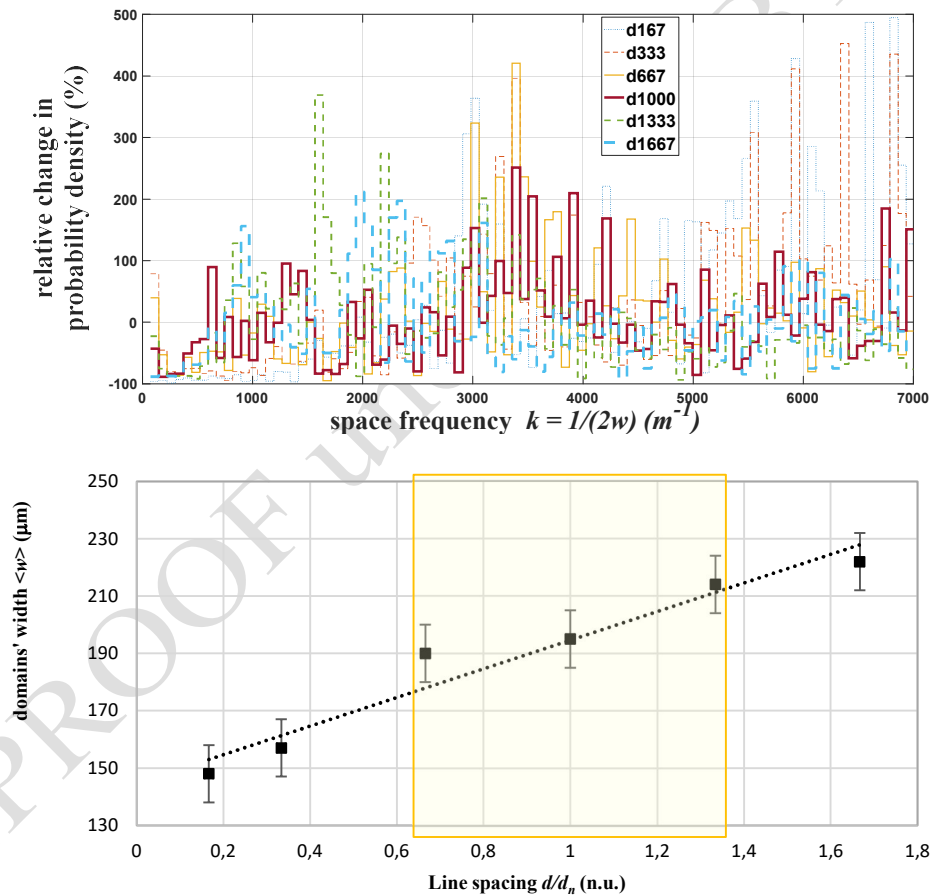 500
400
300
200
100
0
-100
relative change in
probability density (%)
d167
d333
d667
d1000
d1333
d1667
0 1000 2000 3000 4000 5000 6000 7000
space frequency k = 1/(2w) (m⁻¹)
PROOF
250
230
210
190
170
150
130
domains' width <w> (µm)
0 0,2 0,4 0,6 0,8 1 1,2 1,4 1,6 1,8
Line spacing d/dₙ (n.u.)